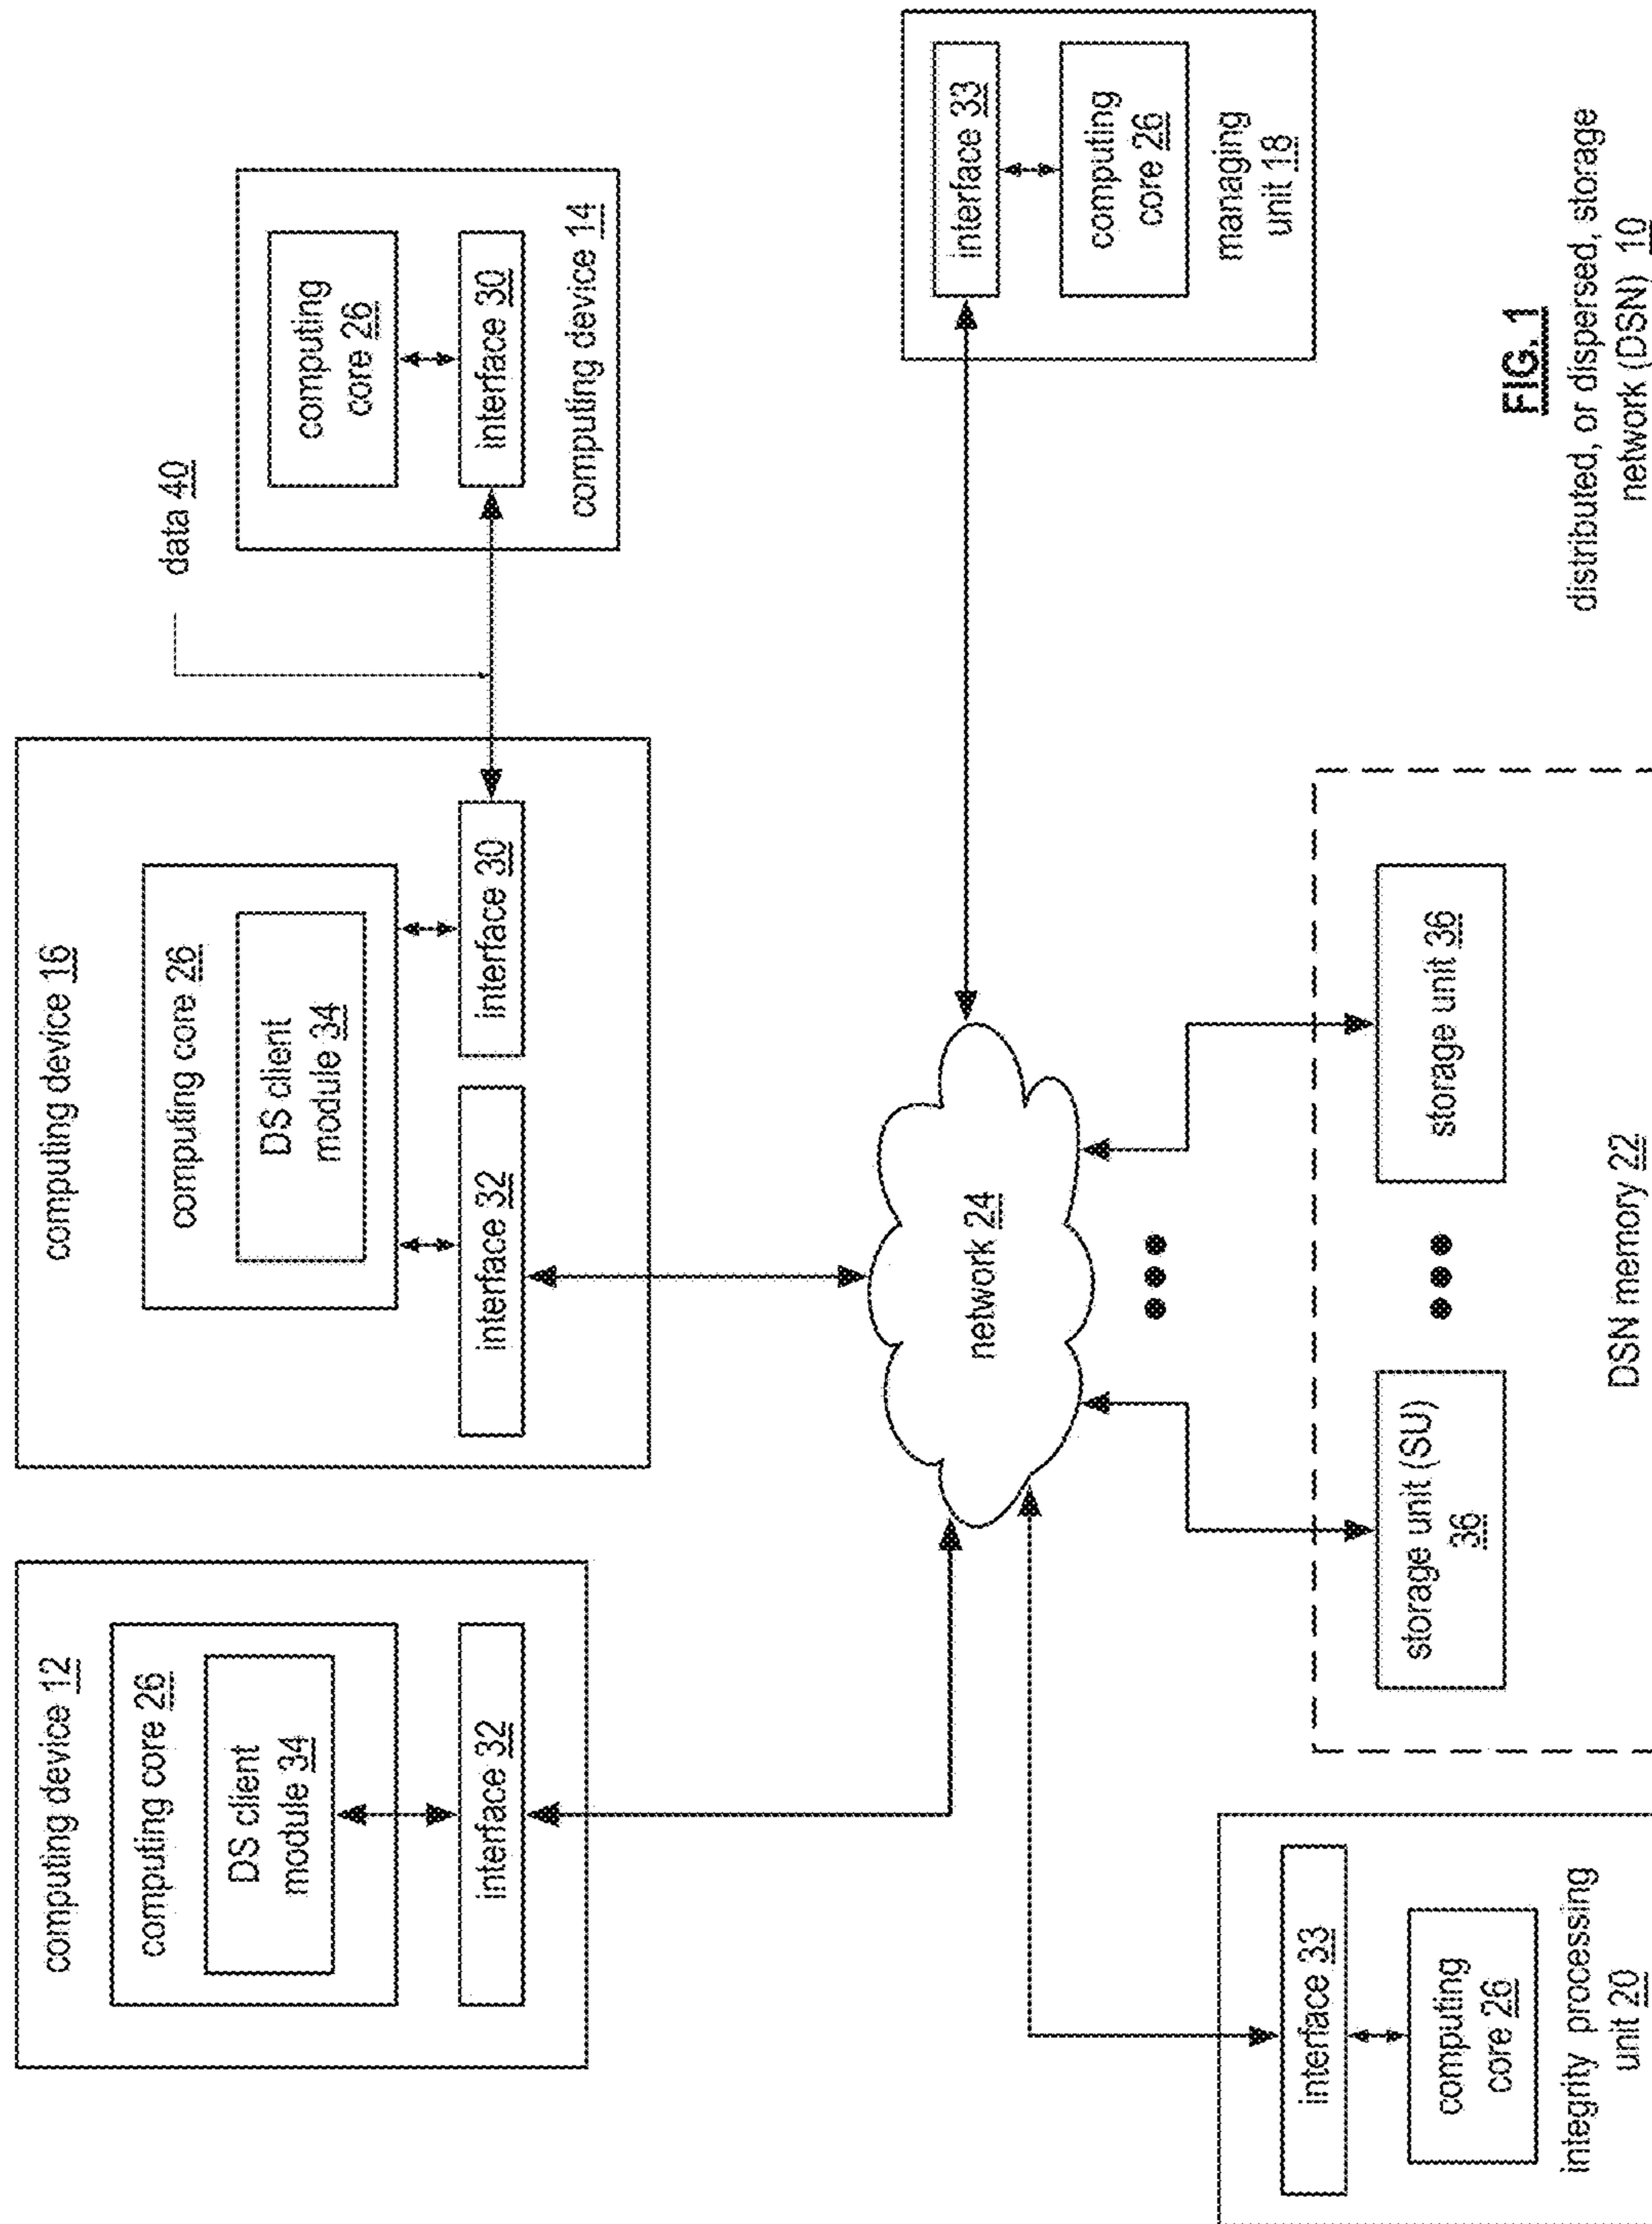 computing device 12
computing core 26
DS client
module 34
interface 32
computing device 16
computing core 26
DS client
module 34
interface 32
interface 30
data 40
computing
core 26
interface 30
computing device 14
network 24
interface 33
computing
core 26
managing
unit 18
interface 33
computing
core 26
integrity processing
unit 20
storage unit (SU)
36
storage unit 36
DSN memory 22
FIG. 1
distributed, or dispersed, storage
network (DSN) 10